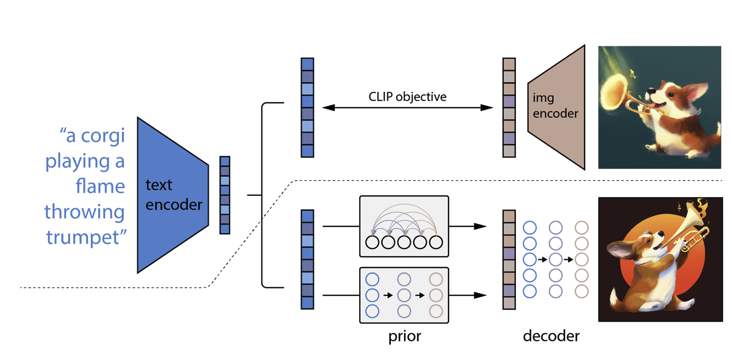 “a corgi
playing a
flame
throwing
trumpet”
text
encoder
CLIP objective
img
encoder
prior
decoder